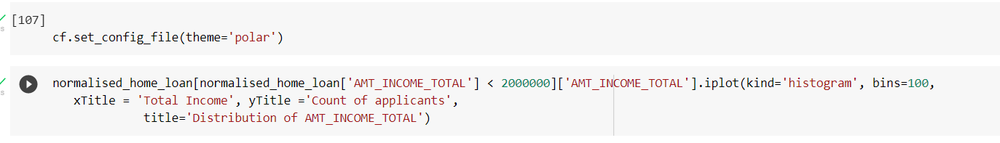 [107]
cf.set_config_file(theme='polar')
normalised_home_loan[normalised_home_loan['AMT_INCOME_TOTAL'] < 2000000]['AMT_INCOME_TOTAL'].iplot(kind='histogram', bins=100,
xTitle = 'Total Income', yTitle ='Count of applicants',
title='Distribution of AMT_INCOME_TOTAL')